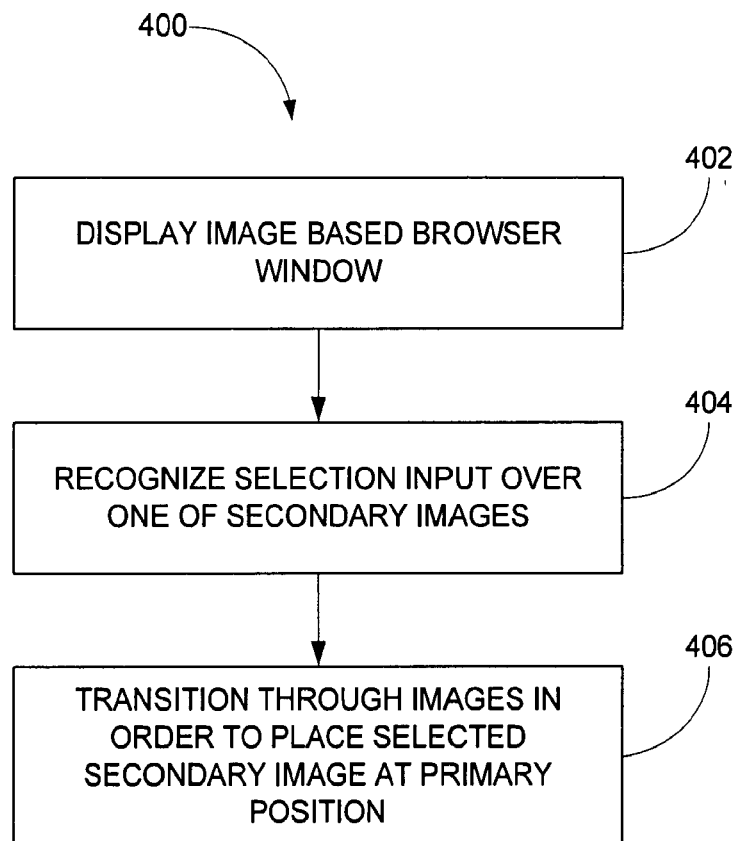 400
402
DISPLAY IMAGE BASED BROWSER
WINDOW
404
RECOGNIZE SELECTION INPUT OVER
ONE OF SECONDARY IMAGES
406
TRANSITION THROUGH IMAGES IN
ORDER TO PLACE SELECTED
SECONDARY IMAGE AT PRIMARY
POSITION